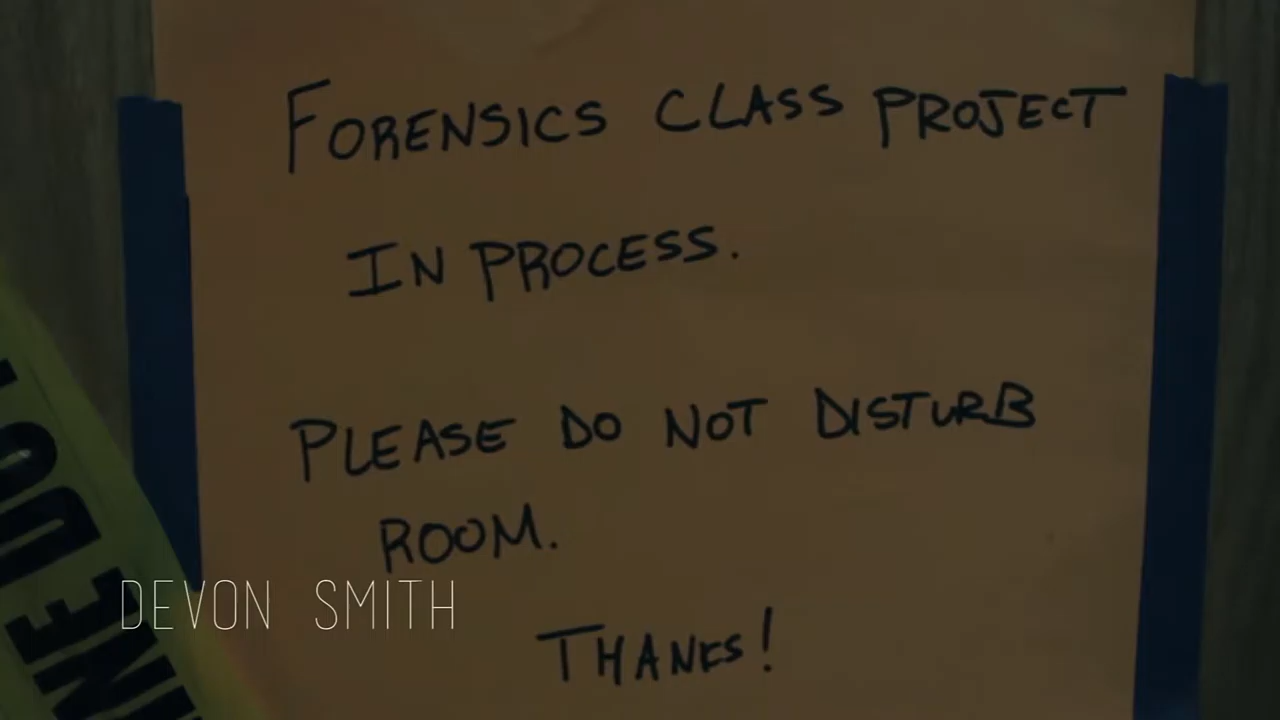 FORENSICS CLASS PROJECT
IN PROCESS.
PLEASE DO NOT DISTURB
ROOM.
DEVON SMITH
THANKS!